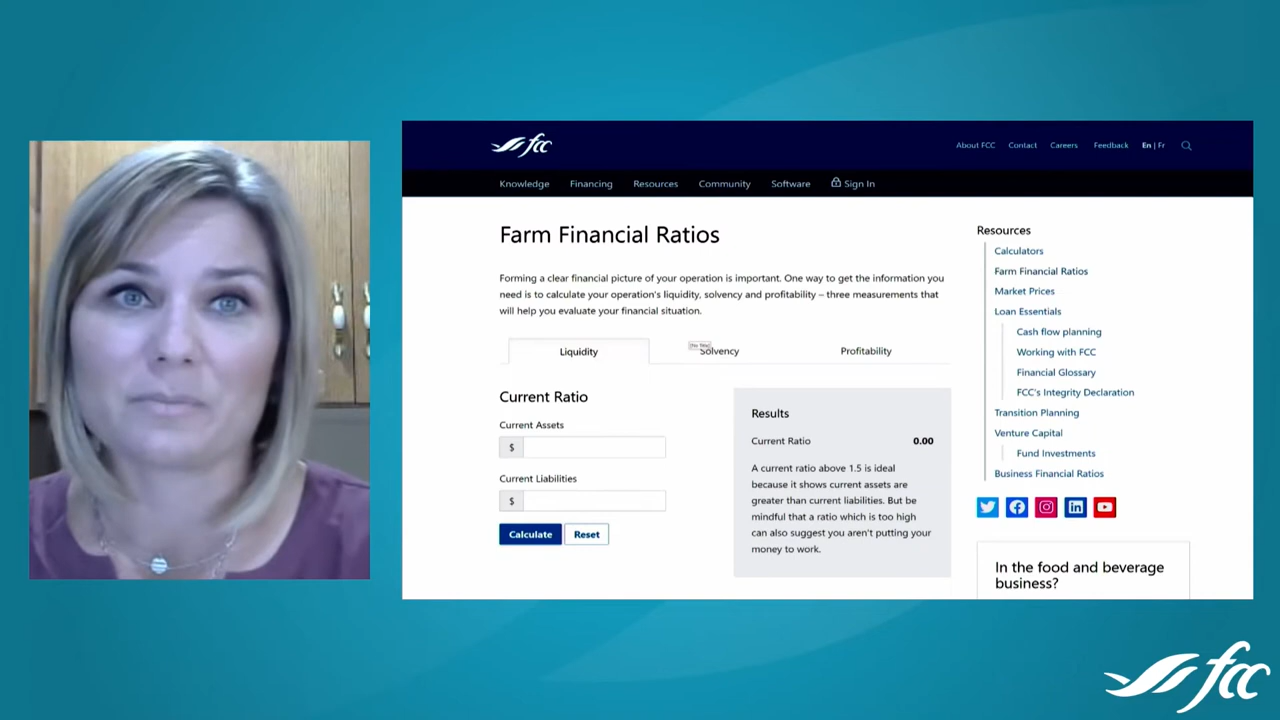 fcc
About FCC Contact Careers Feedback En | Fr
Knowledge Financing Resources Community Software Sign In
Farm Financial Ratios
Forming a clear financial picture of your operation is important. One way to get the information you
need is to calculate your operation's liquidity, solvency and profitability – three measurements that
will help you evaluate your financial situation.
Liquidity Solvency Profitability
Current Ratio
Current Assets
$
Current Liabilities
$
Calculate Reset
Results
Current Ratio 0.00
A current ratio above 1.5 is ideal
because it shows current assets are
greater than current liabilities. But be
mindful that a ratio which is too high
can also suggest you aren't putting your
money to work.
Resources
Calculators
Farm Financial Ratios
Market Prices
Loan Essentials
Cash flow planning
Working with FCC
Financial Glossary
FCC's Integrity Declaration
Transition Planning
Venture Capital
Fund Investments
Business Financial Ratios
In the food and beverage
business?
fcc